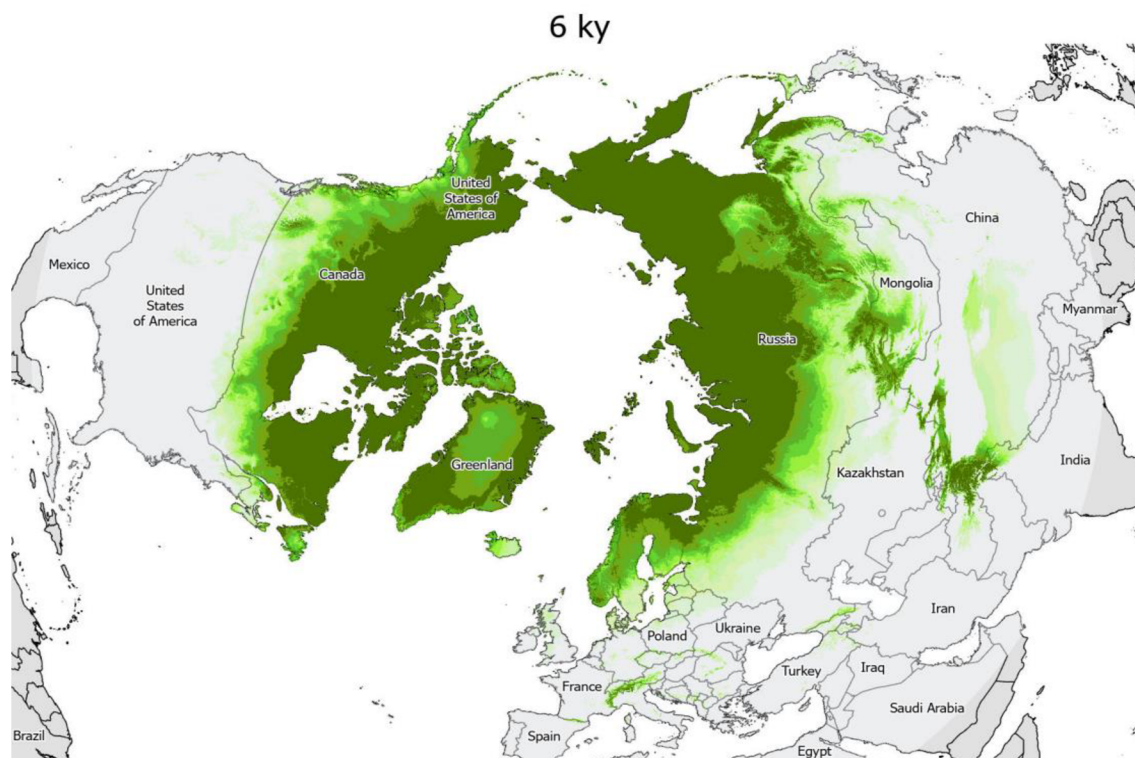 6 ky
United
States of
America
China
Mexico
Canada
Mongolia
United
States
of America
Myanmar
Russia
Greenland
Kazakhstan
India
Iran
Poland
Ukraine
France
Turkey
Iraq
Saudi Arabia
Brazil
Spain
Egypt